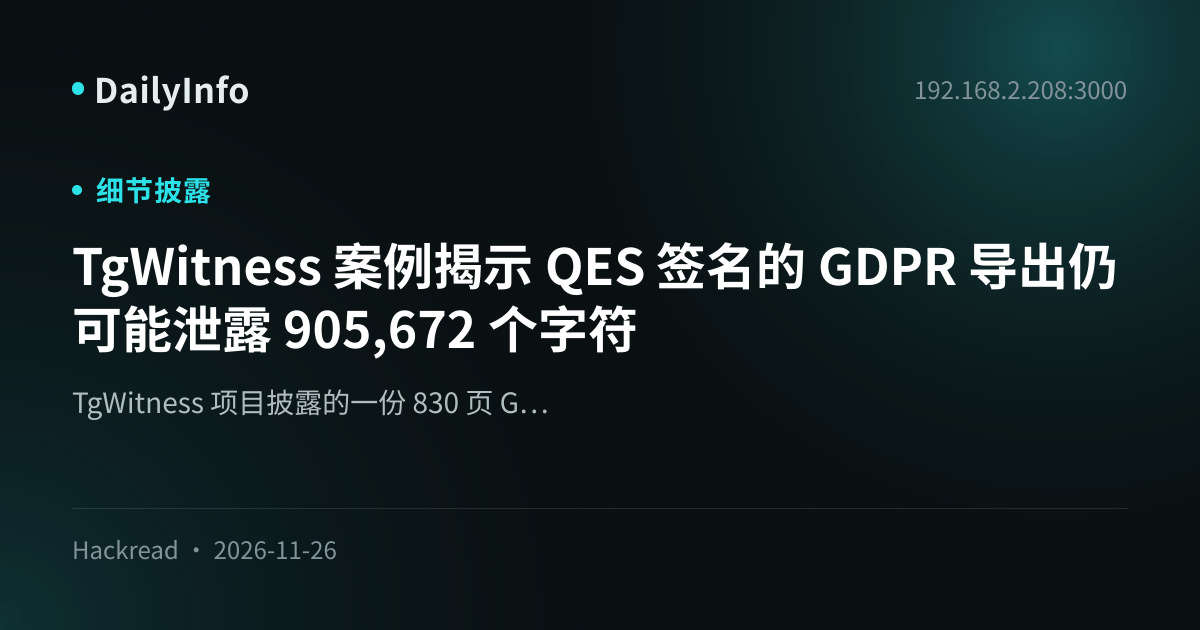 DailyInfo
192.168.2.208:3000
细节披露
TgWitness 案例揭示 QES 签名的 GDPR 导出仍
可能泄露 905,672 个字符
TgWitness 项目披露的一份 830 页 G…
Hackread · 2026-11-26